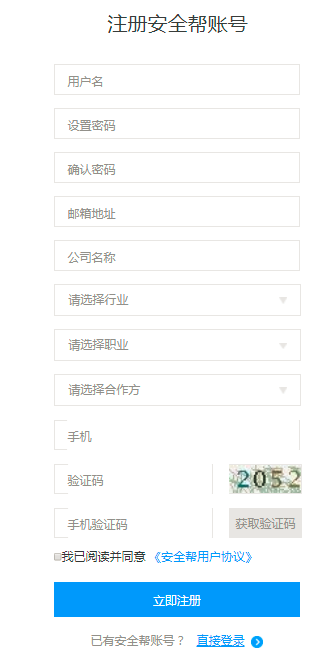 注册安全帮账号
用户名
设置密码
确认密码
邮箱地址
公司名称
请选择行业
请选择职业
请选择合作方
手机
验证码 2052
手机验证码 获取验证码
我已阅读并同意 《安全帮用户协议》
立即注册
已有安全帮账号？ 直接登录